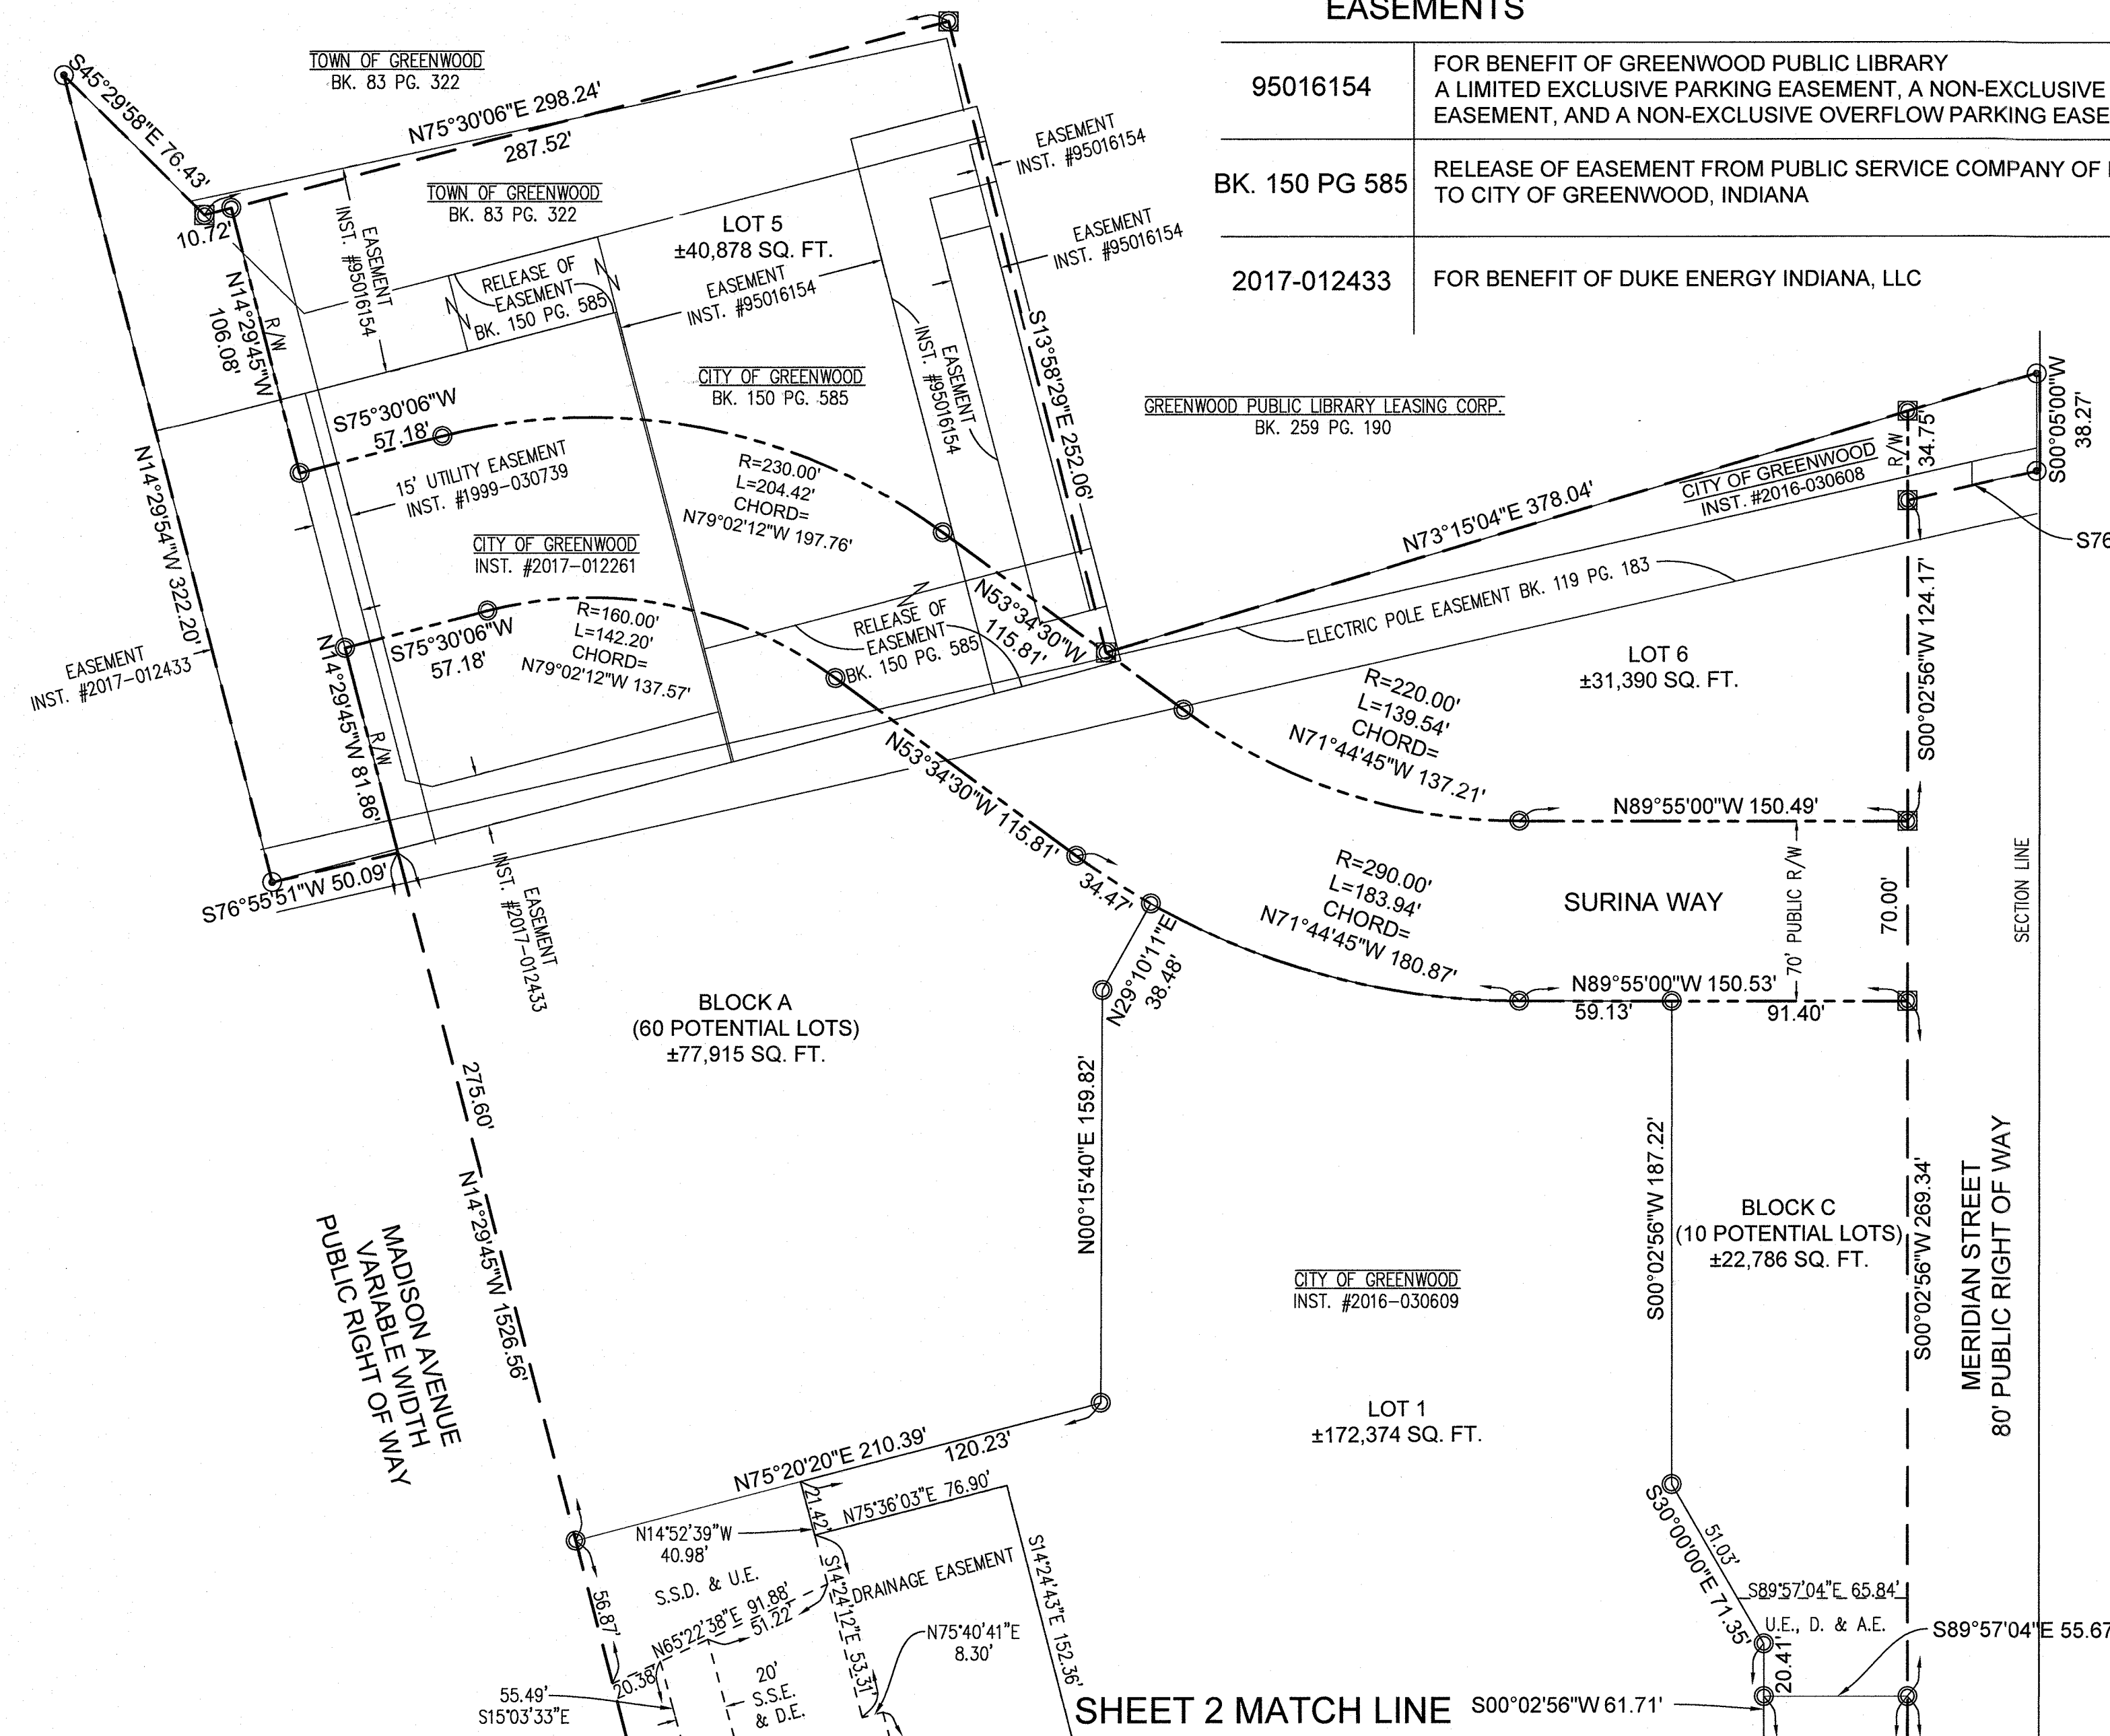 EASEMENTS
95016154
FOR BENEFIT OF GREENWOOD PUBLIC LIBRARY
A LIMITED EXCLUSIVE PARKING EASEMENT, A NON-EXCLUSIVE
EASEMENT, AND A NON-EXCLUSIVE OVERFLOW PARKING EASE
BK. 150 PG 585
RELEASE OF EASEMENT FROM PUBLIC SERVICE COMPANY OF
TO CITY OF GREENWOOD, INDIANA
2017-012433
FOR BENEFIT OF DUKE ENERGY INDIANA, LLC
TOWN OF GREENWOOD
BK. 83 PG. 322
S45°29'58"E 76.43'
N75°30'06"E 298.24'
287.52'
TOWN OF GREENWOOD
BK. 83 PG. 322
10.72'
N14°29'45"W
106.08'
R/W
EASEMENT
INST. #95016154
LOT 5
±40,878 SQ. FT.
RELEASE OF
EASEMENT
BK. 150 PG. 585
EASEMENT
INST. #95016154
EASEMENT
INST. #95016154
EASEMENT
INST. #95016154
EASEMENT
INST. #95016154
S13°58'29"E 252.06'
CITY OF GREENWOOD
BK. 150 PG. 585
GREENWOOD PUBLIC LIBRARY LEASING CORP.
BK. 259 PG. 190
S75°30'06"W
57.18'
15' UTILITY EASEMENT
INST. #1999-030739
R=230.00'
L=204.42'
CHORD=
N79°02'12"W 197.76'
CITY OF GREENWOOD
INST. #2017-012261
N14°29'54"W 322.20'
S75°30'06"W
57.18'
R=160.00'
L=142.20'
CHORD=
N79°02'12"W 137.57'
RELEASE OF
EASEMENT
BK. 150 PG. 585
N53°34'30"W
115.81'
N73°15'04"E 378.04'
CITY OF GREENWOOD
INST. #2016-030608
R/W
34.75'
S00°05'00"W
38.27'
S76
ELECTRIC POLE EASEMENT BK. 119 PG. 183
S00°02'56"W 124.17'
LOT 6
±31,390 SQ. FT.
EASEMENT
INST. #2017-012433
N14°29'45"W 81.86'
R/W
S76°55'51"W 50.09'
EASEMENT
INST. #2017-012433
N53°34'30"W 115.81'
34.47'
R=220.00'
L=139.54'
CHORD=
N71°44'45"W 137.21'
N89°55'00"W 150.49'
R=290.00'
L=183.94'
CHORD=
N71°44'45"W 180.87'
SURINA WAY
70' PUBLIC R/W
70.00'
SECTION LINE
N89°55'00"W 150.53'
59.13'
91.40'
N29°10'11"E
38.48'
BLOCK A
(60 POTENTIAL LOTS)
±77,915 SQ. FT.
275.60'
N14°29'45"W 1526.56'
N00°15'40"E 159.82'
S00°02'56"W 187.22'
BLOCK C
(10 POTENTIAL LOTS)
±22,786 SQ. FT.
S00°02'56"W 269.34'
MERIDIAN STREET
80' PUBLIC RIGHT OF WAY
MADISON AVENUE
VARIABLE WIDTH
PUBLIC RIGHT OF WAY
CITY OF GREENWOOD
INST. #2016-030609
LOT 1
±172,374 SQ. FT.
N75°20'20"E 210.39'
120.23'
21.42'
N75°36'03"E 76.90'
N14°52'39"W
40.98'
S.S.D. & U.E.
DRAINAGE EASEMENT
S14°24'43"E 152.36'
S14°24'12"E 53.31'
N65°22'38"E 91.88'
51.22'
56.87'
20.38'
N75°40'41"E
8.30'
20'
S.S.E.
& D.E.
55.49'
S15°03'33"E
51.03'
S30°00'00"E 71.35'
S89°57'04"E 65.84'
U.E., D. & A.E.
S89°57'04"E 55.67
20.41'
SHEET 2 MATCH LINE
S00°02'56"W 61.71'